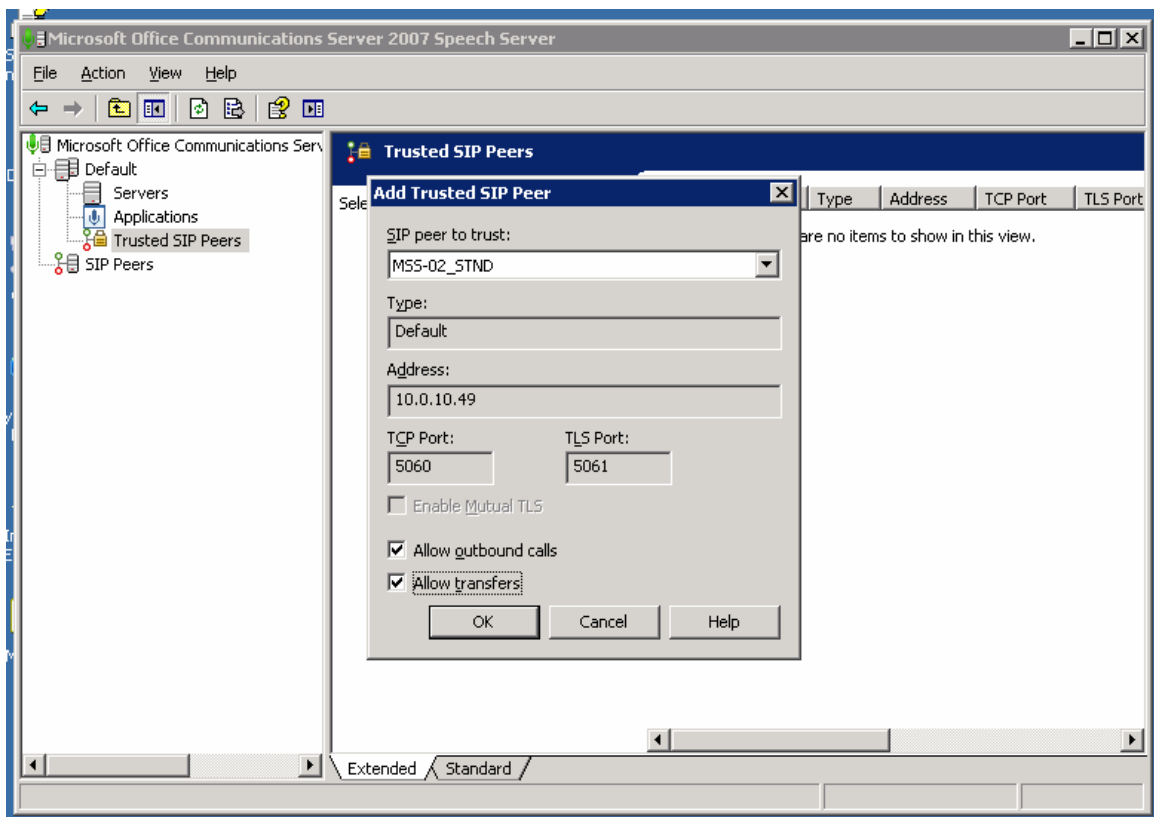 Microsoft Office Communications Server 2007 Speech Server
File Action View Help
Microsoft Office Communications Serv
Default
Servers
Applications
Trusted SIP Peers
SIP Peers
Trusted SIP Peers
Sele
Type Address TCP Port TLS Port
are no items to show in this view.
Add Trusted SIP Peer
SIP peer to trust:
MSS-02_STND
Type:
Default
Address:
10.0.10.49
TCP Port: TLS Port:
5060 5061
Enable Mutual TLS
Allow outbound calls
Allow transfers
OK Cancel Help
Extended Standard